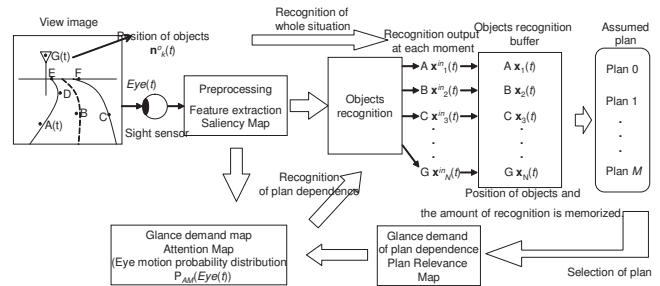 View image
Position of objects
n^o_k(t)
G(t)
E
F
D
B
C
A(t)
Eye(t)
Sight sensor
Preprocessing
Feature extraction
Saliency Map
Recognition of
whole situation
Objects
recognition
Recognition output
at each moment
A x^in_1(t)
B x^in_2(t)
C x^in_3(t)
.
.
.
G x^in_N(t)
Objects recognition
buffer
A x_1(t)
B x_2(t)
C x_3(t)
.
.
.
G x_N(t)
Position of objects and
the amount of recognition is memorized.
Assumed
plan
Plan 0
Plan 1
.
.
.
Plan M
Selection of plan
Recognition
of plan dependence
Glance demand map
Attention Map
(Eye motion probability distribution
P_AM(Eye(t))
Glance demand
of plan dependence
Plan Relevance
Map